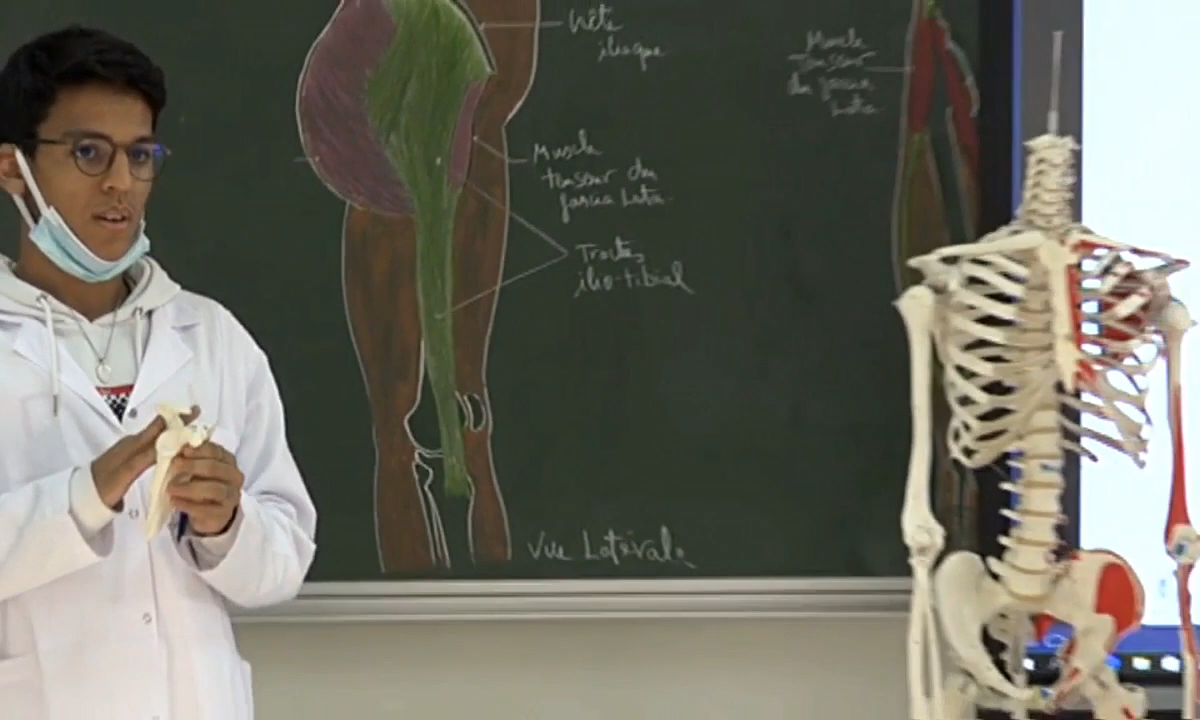 Crête
iliaque
Muscle
tenseur du
fascia Lata.
Tractus
ilio-tibial
Vue Latérale
Muscle
tenseur
du fascia
Lata